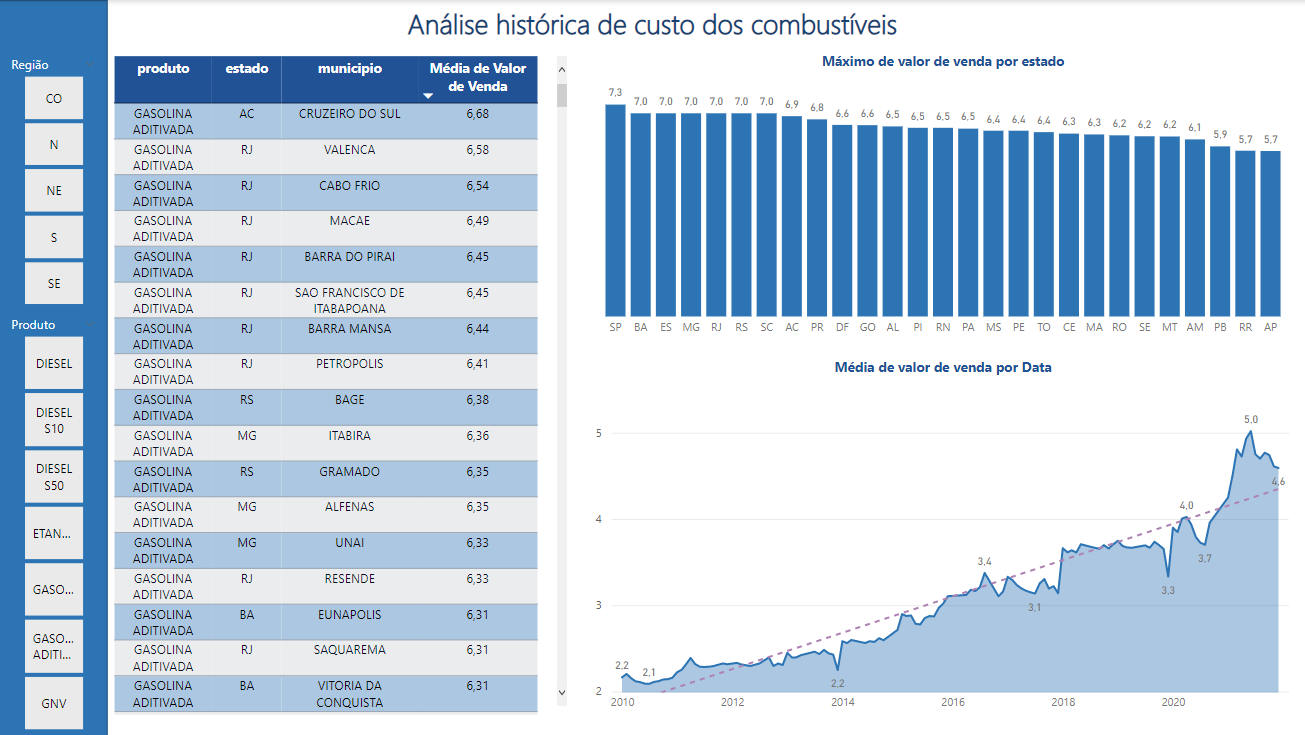 Análise histórica de custo dos combustíveis
Região
CO
N
NE
S
SE
Produto
DIESEL
DIESEL
S10
DIESEL
S50
ETAN...
GASO...
GASO...
ADITI...
GNV
produto estado municipio Média de Valor
de Venda
GASOLINA AC CRUZEIRO DO SUL 6,68
ADITIVADA
GASOLINA RJ VALENCA 6,58
ADITIVADA
GASOLINA RJ CABO FRIO 6,54
ADITIVADA
GASOLINA RJ MACAE 6,49
ADITIVADA
GASOLINA RJ BARRA DO PIRAI 6,45
ADITIVADA
GASOLINA RJ SAO FRANCISCO DE 6,45
ADITIVADA ITABAPOANA
GASOLINA RJ BARRA MANSA 6,44
ADITIVADA
GASOLINA RJ PETROPOLIS 6,41
ADITIVADA
GASOLINA RS BAGE 6,38
ADITIVADA
GASOLINA MG ITABIRA 6,36
ADITIVADA
GASOLINA RS GRAMADO 6,35
ADITIVADA
GASOLINA MG ALFENAS 6,35
ADITIVADA
GASOLINA MG UNAI 6,33
ADITIVADA
GASOLINA RJ RESENDE 6,33
ADITIVADA
GASOLINA BA EUNAPOLIS 6,31
ADITIVADA
GASOLINA RJ SAQUAREMA 6,31
ADITIVADA
GASOLINA BA VITORIA DA 6,31
ADITIVADA CONQUISTA
Máximo de valor de venda por estado
7,3 7,0 7,0 7,0 7,0 7,0 7,0 6,9 6,8 6,6 6,6 6,5 6,5 6,5 6,5 6,4 6,4 6,4 6,3 6,3 6,2 6,2 6,2 6,1 5,9 5,7 5,7
SP BA ES MG RJ RS SC AC PR DF GO AL PI RN PA MS PE TO CE MA RO SE MT AM PB RR AP
Média de valor de venda por Data
5,0
5
4,6
4,0
4
3,7
3,4
3,3
3
3,1
2,2 2,1
2,2
2
2010 2012 2014 2016 2018 2020